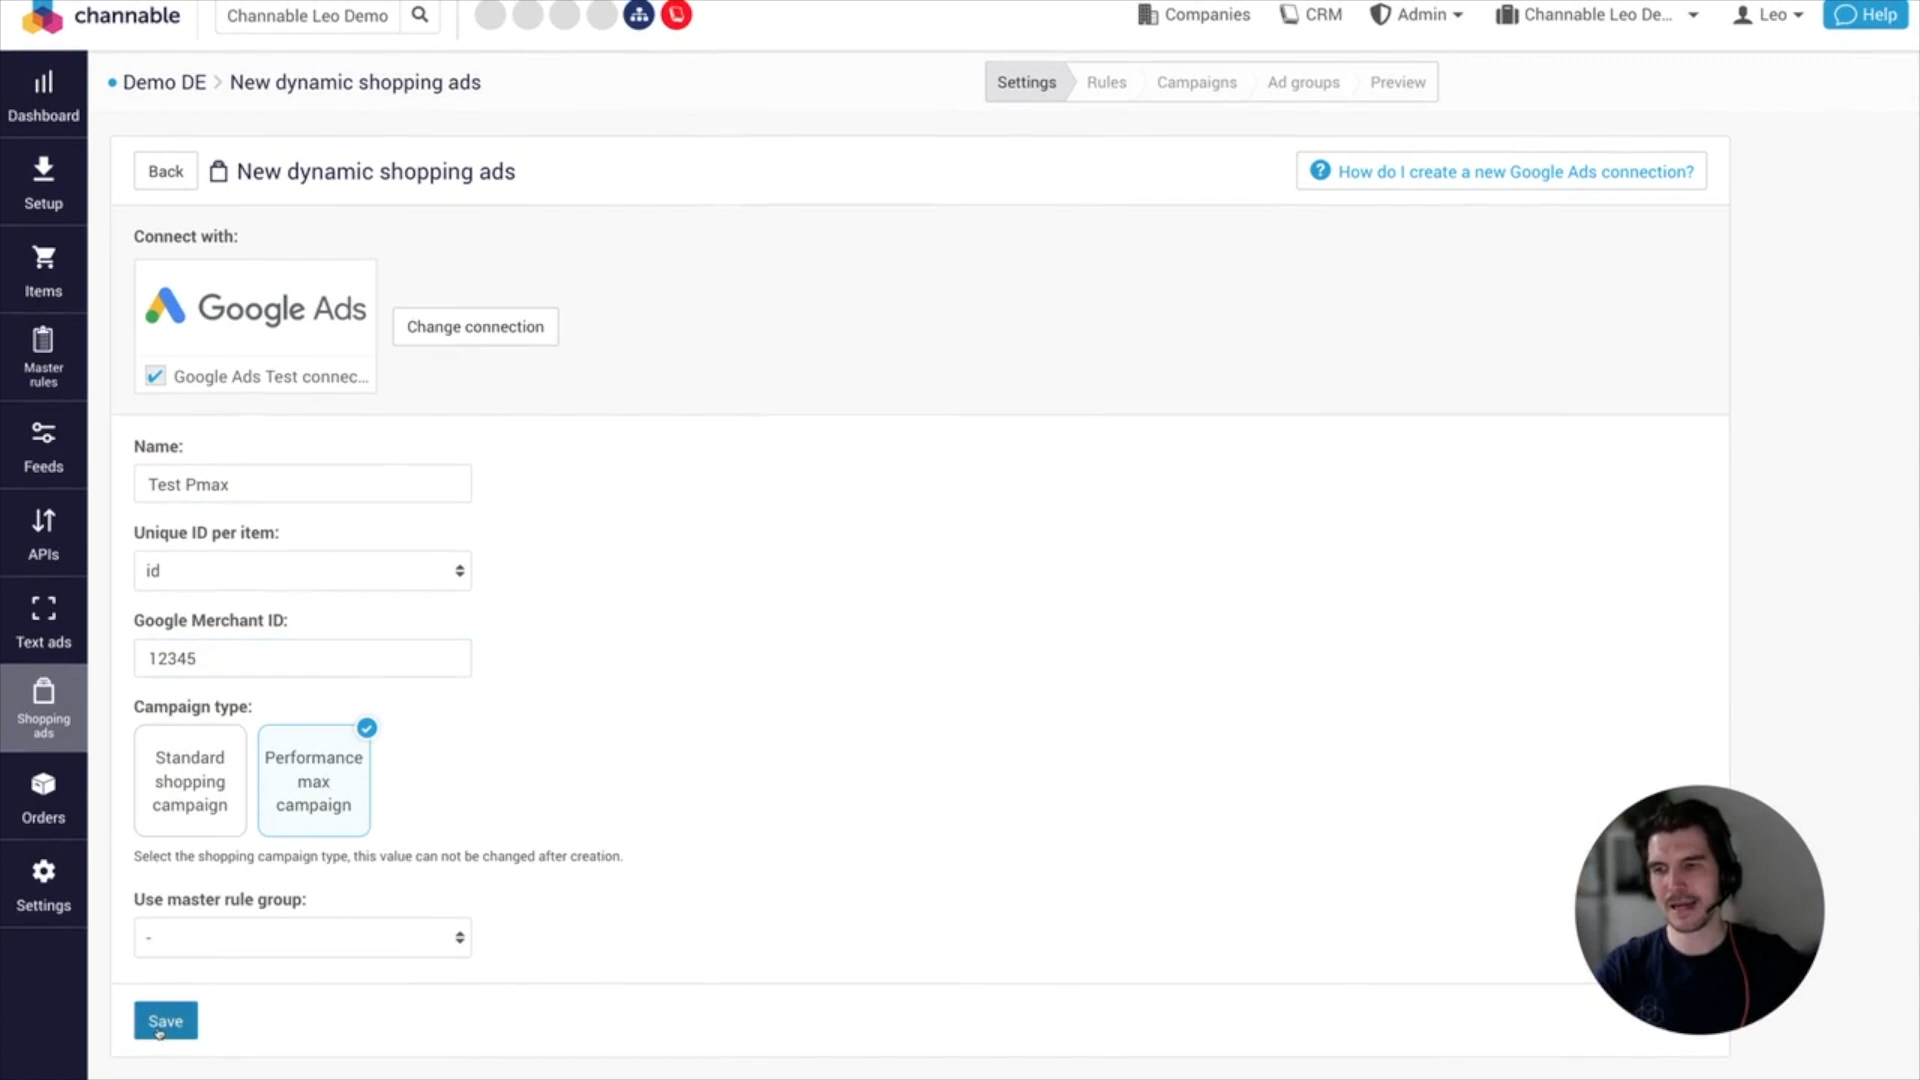 channable
Channable Leo Demo
Companies
CRM
Admin
Channable Leo De...
Leo
Help
Dashboard
Setup
Items
Master
rules
Feeds
APIs
Text ads
Shopping
ads
Orders
Settings
Demo DE > New dynamic shopping ads
Settings
Rules
Campaigns
Ad groups
Preview
Back
New dynamic shopping ads
? How do I create a new Google Ads connection?
Connect with:
Google Ads
Google Ads Test connec...
Change connection
Name:
Test Pmax
Unique ID per item:
id
Google Merchant ID:
12345
Campaign type:
Standard
shopping
campaign
Performance
max
campaign
Select the shopping campaign type, this value can not be changed after creation.
Use master rule group:
-
Save